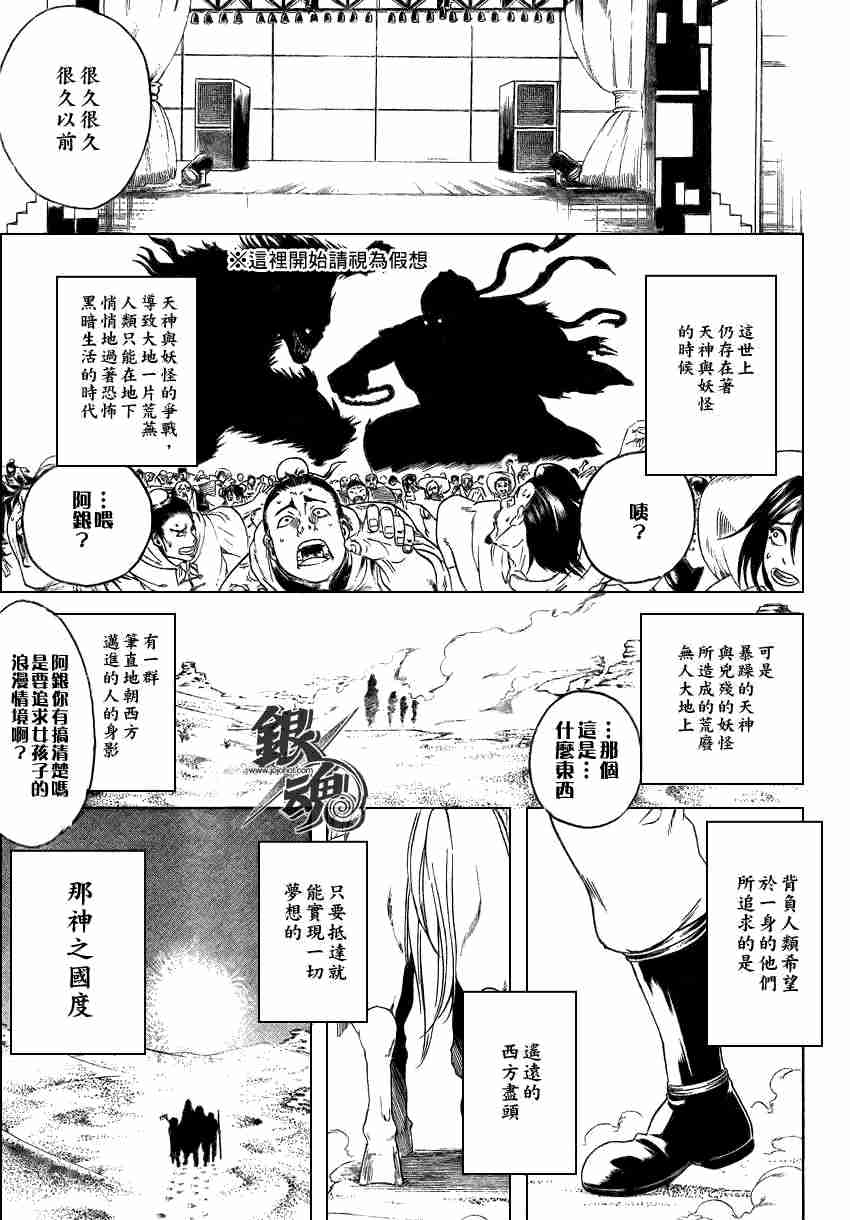 很久很久
很久以前
※這裡開始請視為假想
這世上
仍存在著
天神與妖怪
的時候
天神與妖怪的爭戰，
導致大地一片荒蕪
人類只能在地下
悄悄地過著恐怖
黑暗生活的時代
咦？
…喂
阿銀？
可是
暴躁的天神
與兇殘的妖怪
所造成的荒廢
無人大地上
…那個
這是…
什麼東西
有一群
筆直地朝西方
邁進的人的身影
阿銀你有搞清楚嗎
是要追求女孩子的
浪漫情境啊？
銀魂
www.jojohot.com
背負人類希望
於一身的他們
所追求的是
遙遠的
西方盡頭
只要抵達就
能實現一切
夢想的
那神之國度